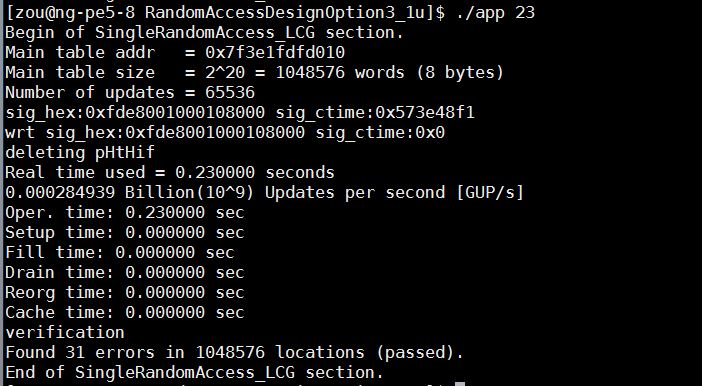 [zou@ng-pe5-8 RandomAccessDesignOption3_1u]$ ./app 23
Begin of SingleRandomAccess_LCG section.
Main table addr   = 0x7f3e1fdfd010
Main table size   = 2^20 = 1048576 words (8 bytes)
Number of updates = 65536
sig_hex:0xfde8001000108000 sig_ctime:0x573e48f1
wrt sig_hex:0xfde8001000108000 sig_ctime:0x0
deleting pHtHif
Real time used = 0.230000 seconds
0.000284939 Billion(10^9) Updates per second [GUP/s]
Oper. time: 0.230000 sec
Setup time: 0.000000 sec
Fill time: 0.000000 sec
Drain time: 0.000000 sec
Reorg time: 0.000000 sec
Cache time: 0.000000 sec
verification
Found 31 errors in 1048576 locations (passed).
End of SingleRandomAccess_LCG section.